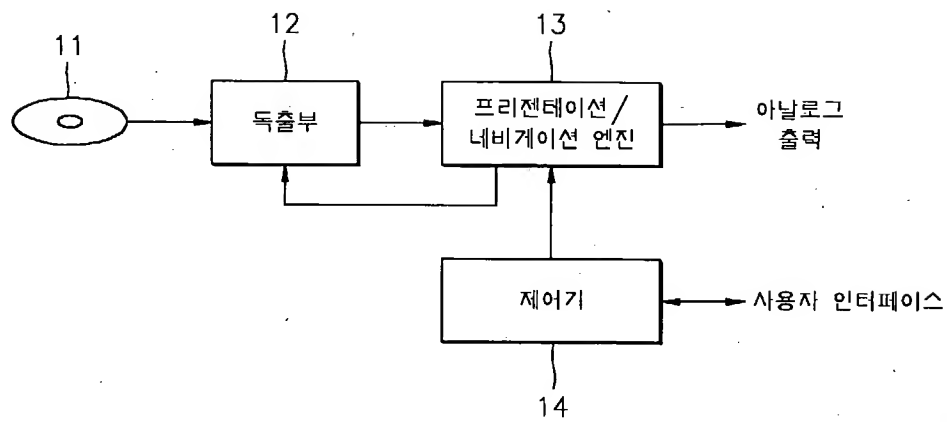 11
12
13
독출부
프리젠테이션/
네비게이션 엔진
아날로그
출력
제어기
사용자 인터페이스
14